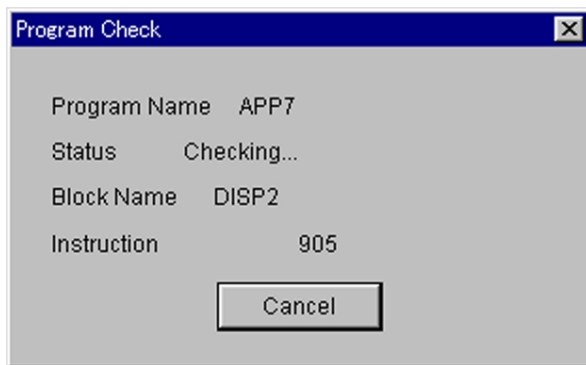 Program Check
Program Name APP7
Status Checking...
Block Name DISP2
Instruction 905
Cancel